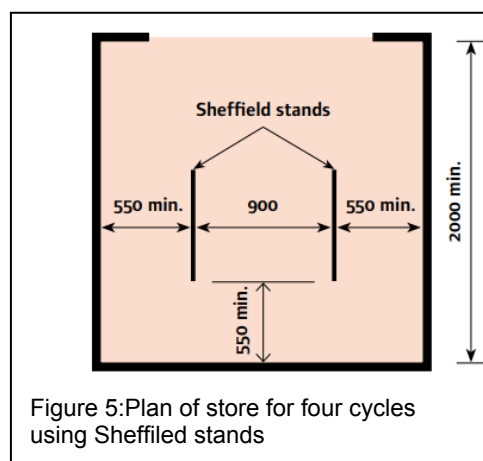 Sheffield stands
550 min.
900
550 min.
2000 min.
550 min.
Figure 5:Plan of store for four cycles
using Sheffiled stands